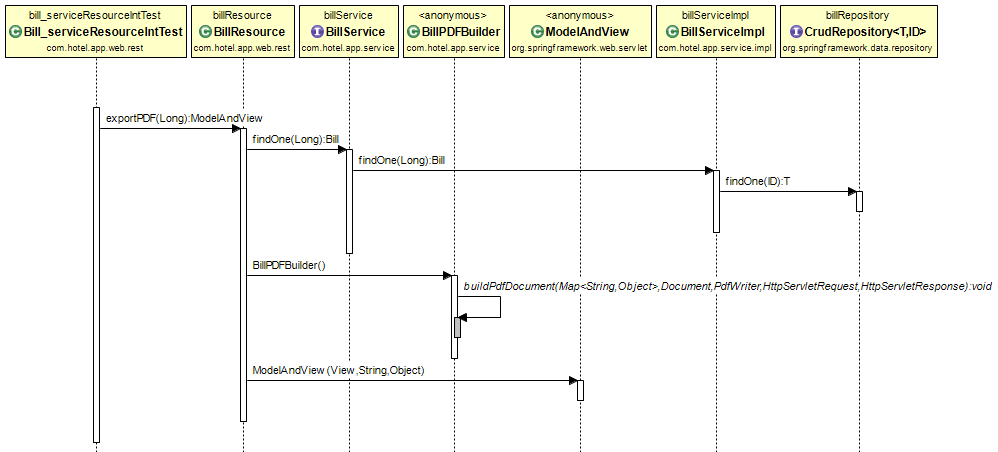 bill_serviceResourceIntTest
C Bill_serviceResourceIntTest
com.hotel.app.web.rest
billResource
C BillResource
com.hotel.app.web.rest
billService
I BillService
com.hotel.app.service
<anonymous>
C BillPDFBuilder
com.hotel.app.service
<anonymous>
C ModelAndView
org.springframework.web.servlet
billServiceImpl
C BillServiceImpl
com.hotel.app.service.impl
billRepository
I CrudRepository<T,ID>
org.springframework.data.repository
exportPDF(Long):ModelAndView
findOne(Long):Bill
findOne(Long):Bill
findOne(ID):T
BillPDFBuilder()
buildPdfDocument(Map<String,Object>,Document,PdfWriter,HttpServletRequest,HttpServletResponse):void
ModelAndView(View,String,Object)